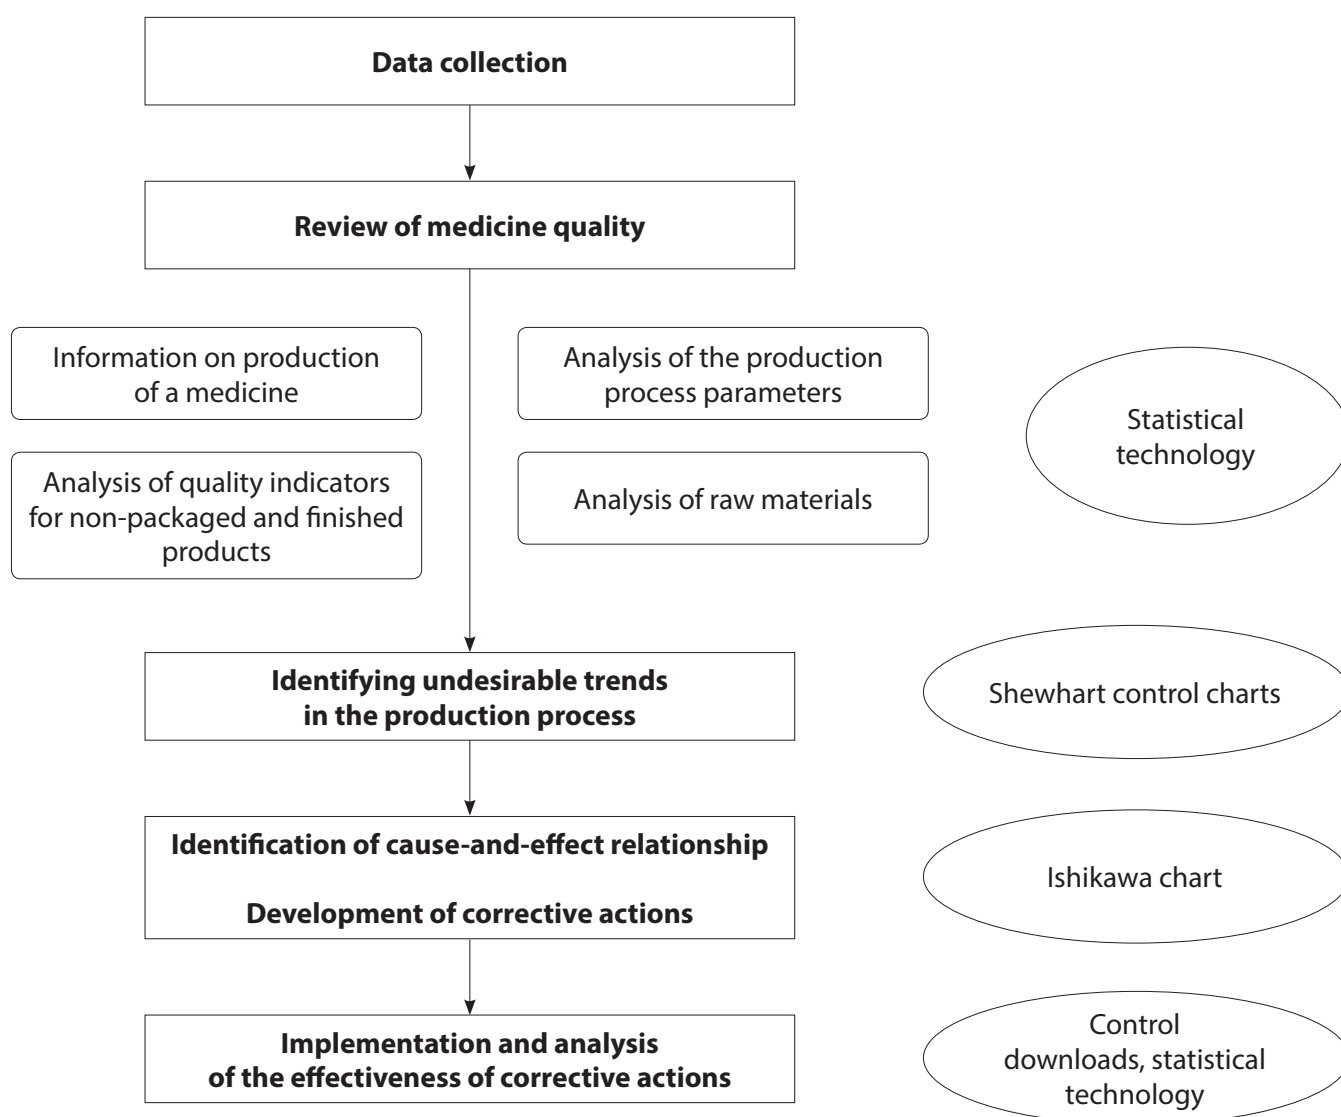 Data collection
Review of medicine quality
Information on production
of a medicine
Analysis of the production
process parameters
Statistical
technology
Analysis of quality indicators
for non-packaged and finished
products
Analysis of raw materials
Identifying undesirable trends
in the production process
Shewhart control charts
Identification of cause-and-effect relationship
Development of corrective actions
Ishikawa chart
Implementation and analysis
of the effectiveness of corrective actions
Control
downloads, statistical
technology